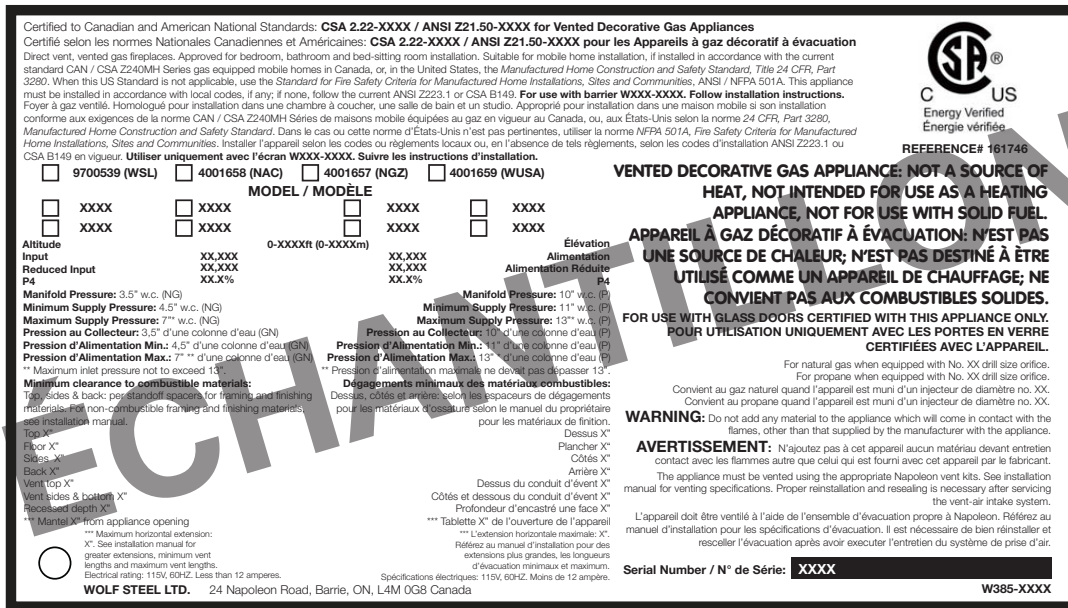 Certified to Canadian and American National Standards: CSA 2.22-XXXX / ANSI Z21.50-XXXX for Vented Decorative Gas Appliances
Certifié selon les normes Nationales Canadiennes et Américaines: CSA 2.22-XXXX / ANSI Z21.50-XXXX pour les Appareils à gaz décoratif à évacuation
Direct vent, vented gas fireplaces. Approved for bedroom, bathroom and bed-sitting room installation. Suitable for mobile home installation, if installed in accordance with the current
standard CAN / CSA Z240MH Series gas equipped mobile homes in Canada, or, in the United States, the Manufactured Home Construction and Safety Standard, Title 24 CFR, Part
3280. When this US Standard is not applicable, use the Standard for Fire Safety Criteria for Manufactured Home Installations, Sites and Communities, ANSI / NFPA 501A. This appliance
must be installed in accordance with local codes, if any; if none, follow the current ANSI Z223.1 or CSA B149. For use with barrier WXXX-XXXX. Follow installation instructions.
Foyer à gaz ventilé. Homologué pour installation dans une chambre à coucher, une salle de bain et un studio. Approprié pour installation dans une maison mobile si son installation
conforme aux exigences de la norme CAN / CSA Z240MH Séries de maisons mobile équipées au gaz en vigueur au Canada, ou, aux États-Unis selon la norme 24 CFR, Part 3280,
Manufactured Home Construction and Safety Standard. Dans le cas ou cette norme d'États-Unis n'est pas pertinentes, utiliser la norme NFPA 501A, Fire Safety Criteria for Manufactured
Home Installations, Sites and Communities. Installer l'appareil selon les codes ou règlements locaux ou, en l'absence de tels règlements, selon les codes d'installation ANSI Z223.1 ou
CSA B149 en vigueur. Utiliser uniquement avec l'écran WXXX-XXXX. Suivre les instructions d'installation.
9700539 (WSL) 4001658 (NAC) 4001657 (NGZ) 4001659 (WUSA)
MODEL / MODÈLE
XXXX XXXX XXXX XXXX
XXXX XXXX XXXX XXXX
Altitude 0-XXXXft (0-XXXXm) Élévation
Input XX,XXX XX,XXX Alimentation
Reduced Input XX,XXX XX,XXX Alimentation Réduite
P4 XX.X% XX.X% P4
Manifold Pressure: 3.5" w.c. (NG) Manifold Pressure: 10" w.c. (P)
Minimum Supply Pressure: 4.5" w.c. (NG) Minimum Supply Pressure: 11" w.c. (P)
Maximum Supply Pressure: 7"* w.c. (NG) Maximum Supply Pressure: 13"* w.c. (P)
Pression au Collecteur: 3,5" d'une colonne d'eau (GN) Pression au Collecteur: 10" d'une colonne d'eau (P)
Pression d'Alimentation Min.: 4,5" d'une colonne d'eau (GN) Pression d'Alimentation Min.: 11" d'une colonne d'eau (P)
Pression d'Alimentation Max.: 7" ** d'une colonne d'eau (GN) Pression d'Alimentation Max.: 13" * d'une colonne d'eau (P)
** Maximum inlet pressure not to exceed 13". ** Pression d'alimentation maximale ne devait pas dépasser 13".
Minimum clearance to combustible materials: Dégagements minimaux des matériaux combustibles:
Top, sides & back: per standoff spacers for framing and finishing Dessus, côtés et arrière: selon les espaceurs de dégagements
materials. For non-combustible framing and finishing materials, pour les matériaux d'ossature selon le manuel du propriétaire
see installation manual. pour les matériaux de finition.
Top X" Dessus X"
Floor X" Plancher X"
Sides X" Côtés X"
Back X" Arrière X"
Vent top X" Dessus du conduit d'évent X"
Vent sides & bottom X" Côtés et dessous du conduit d'évent X"
Recessed depth X" Profondeur d'encastré une face X"
*** Mantel X" from appliance opening *** Tablette X" de l'ouverture de l'appareil
*** Maximum horizontal extension: *** L'extension horizontale maximale: X".
X". See installation manual for Référez au manuel d'installation pour des
greater extensions, minimum vent extensions plus grandes, les longueurs
lengths and maximum vent lengths. d'évacuation minimaux et maximum.
Electrical rating: 115V, 60HZ. Less than 12 amperes. Spécifications électriques: 115V, 60HZ. Moins de 12 ampère.
WOLF STEEL LTD. 24 Napoleon Road, Barrie, ON, L4M 0G8 Canada
CSA ®
C US
Energy Verified
Énergie vérifiée
REFERENCE# 161746
VENTED DECORATIVE GAS APPLIANCE: NOT A SOURCE OF
HEAT, NOT INTENDED FOR USE AS A HEATING
APPLIANCE, NOT FOR USE WITH SOLID FUEL.
APPAREIL À GAZ DÉCORATIF À ÉVACUATION: N'EST PAS
UNE SOURCE DE CHALEUR; N'EST PAS DESTINÉ À ÈTRE
UTILISÉ COMME UN APPAREIL DE CHAUFFAGE; NE
CONVIENT PAS AUX COMBUSTIBLES SOLIDES.
FOR USE WITH GLASS DOORS CERTIFIED WITH THIS APPLIANCE ONLY.
POUR UTILISATION UNIQUEMENT AVEC LES PORTES EN VERRE
CERTIFIÉES AVEC L'APPAREIL.
For natural gas when equipped with No. XX drill size orifice.
For propane when equipped with No. XX drill size orifice.
Convient au gaz naturel quand l'appareil est muni d'un injecteur de diamètre no. XX.
Convient au propane quand l'appareil est muni d'un injecteur de diamètre no. XX.
WARNING: Do not add any material to the appliance which will come in contact with the
flames, other than that supplied by the manufacturer with the appliance.
AVERTISSEMENT: N'ajoutez pas à cet appareil aucun matériau devant entretien
contact avec les flammes autre que celui qui est fourni avec cet appareil par le fabricant.
The appliance must be vented using the appropriate Napoleon vent kits. See installation
manual for venting specifications. Proper reinstallation and resealing is necessary after servicing
the vent-air intake system.
L'appareil doit être ventilé à l'aide de l'ensemble d'évacuation propre à Napoleon. Référez au
manuel d'installation pour les spécifications d'évacuation. Il est nécessaire de bien réinstaller et
resceller l'évacuation après avoir executer l'entretien du système de prise d'air.
Serial Number / N° de Série: XXXX
W385-XXXX
ÉCHANTILLON